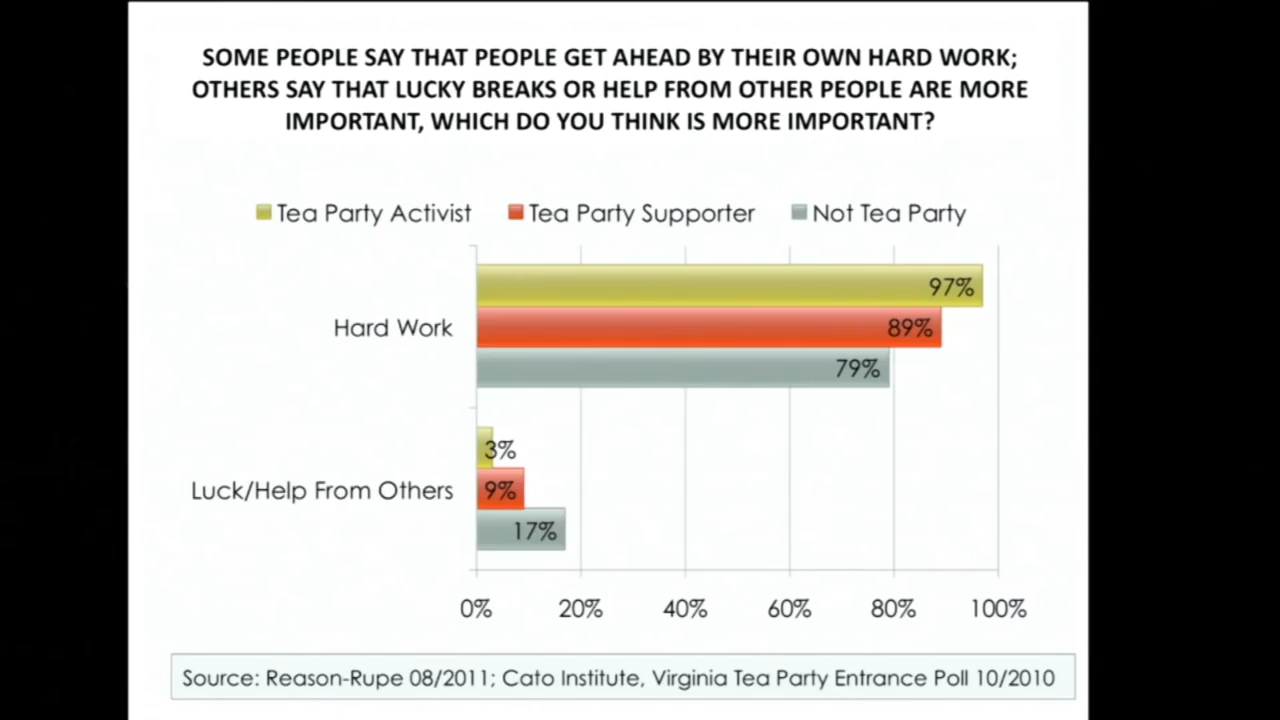 SOME PEOPLE SAY THAT PEOPLE GET AHEAD BY THEIR OWN HARD WORK;
OTHERS SAY THAT LUCKY BREAKS OR HELP FROM OTHER PEOPLE ARE MORE
IMPORTANT, WHICH DO YOU THINK IS MORE IMPORTANT?
Tea Party Activist Tea Party Supporter Not Tea Party
97%
Hard Work 89%
79%
3%
Luck/Help From Others 9%
17%
0% 20% 40% 60% 80% 100%
Source: Reason-Rupe 08/2011; Cato Institute, Virginia Tea Party Entrance Poll 10/2010